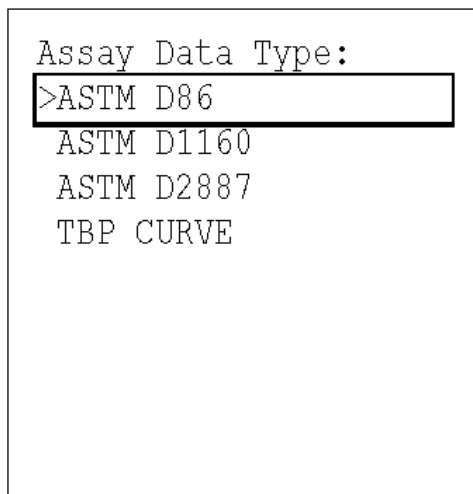 Assay Data Type:
>ASTM D86
ASTM D1160
ASTM D2887
TBP CURVE